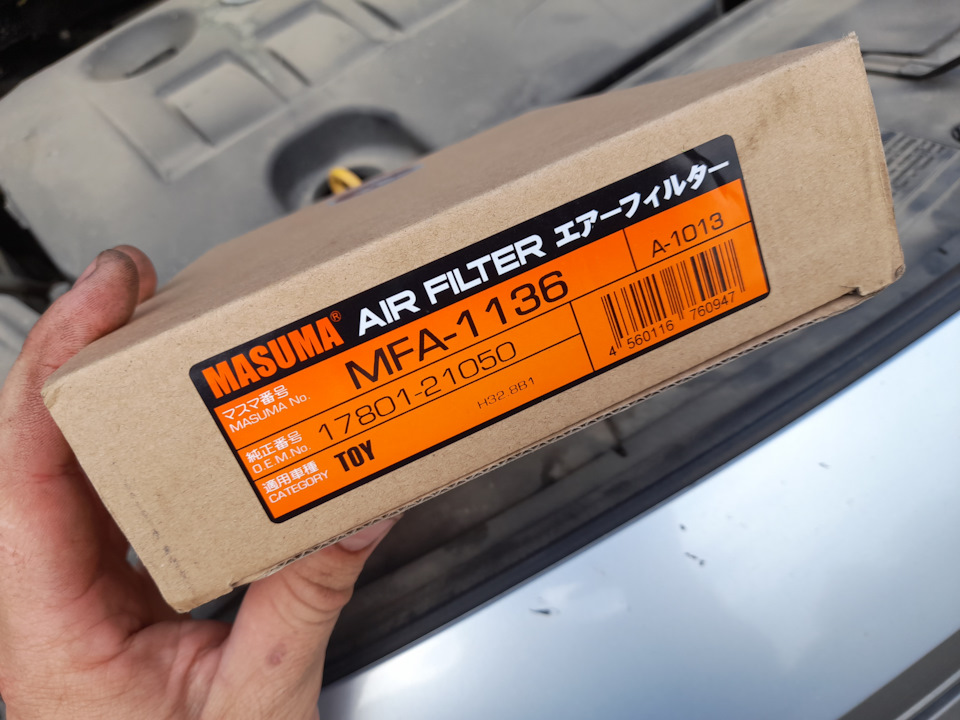 MASUMA® AIR FILTER エアーフィルター
マスマ番号
MASUMA No.
MFA-1136
A-1013
純正番号
O.E.M.No.
17801-21050
4 560116 760947
適用車種
CATEGORY
TOY
H32.8B1